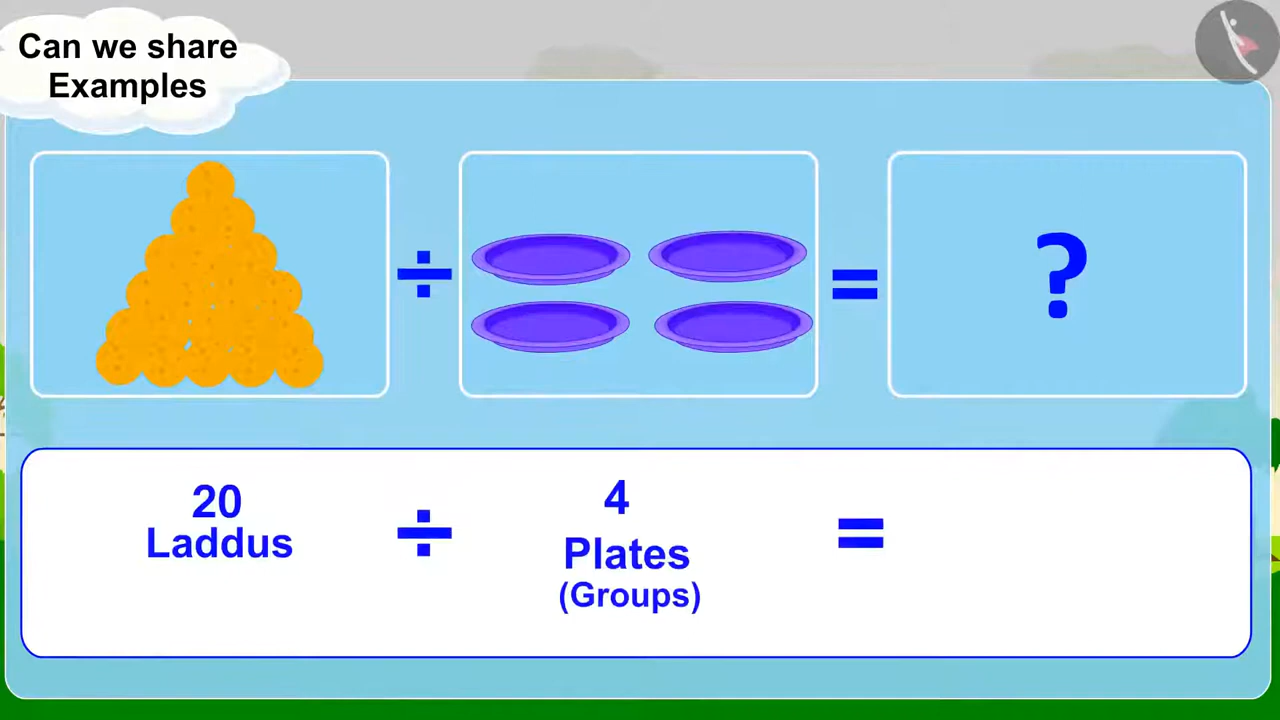 Can we share
Examples
÷
=
?
20
Laddus
÷
4
Plates
(Groups)
=